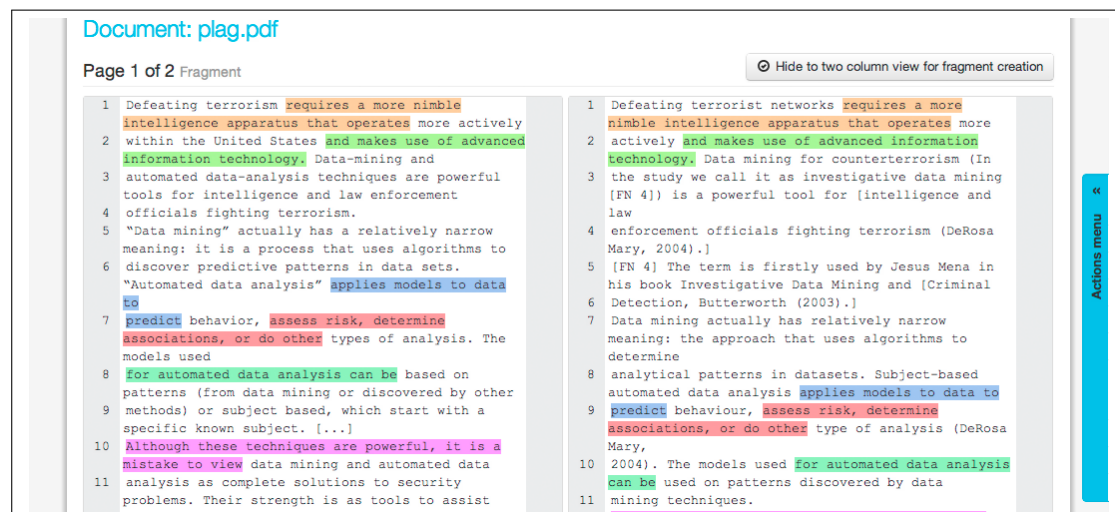 Document: plag.pdf
Page 1 of 2 Fragment
Hide to two column view for fragment creation
1 Defeating terrorism requires a more nimble
intelligence apparatus that operates more actively
2 within the United States and makes use of advanced
information technology. Data-mining and
3 automated data-analysis techniques are powerful
tools for intelligence and law enforcement
4 officials fighting terrorism.
5 “Data mining” actually has a relatively narrow
meaning: it is a process that uses algorithms to
6 discover predictive patterns in data sets.
“Automated data analysis” applies models to data
to
7 predict behavior, assess risk, determine
associations, or do other types of analysis. The
models used
8 for automated data analysis can be based on
patterns (from data mining or discovered by other
9 methods) or subject based, which start with a
specific known subject. [...]
10 Although these techniques are powerful, it is a
mistake to view data mining and automated data
11 analysis as complete solutions to security
problems. Their strength is as tools to assist
1 Defeating terrorist networks requires a more
nimble intelligence apparatus that operates more
2 actively and makes use of advanced information
technology. Data mining for counterterrorism (In
3 the study we call it as investigative data mining
[FN 4]) is a powerful tool for [intelligence and
law
4 enforcement officials fighting terrorism (DeRosa
Mary, 2004).]
5 [FN 4] The term is firstly used by Jesus Mena in
his book Investigative Data Mining and [Criminal
6 Detection, Butterworth (2003).]
7 Data mining actually has relatively narrow
meaning: the approach that uses algorithms to
determine
8 analytical patterns in datasets. Subject-based
automated data analysis applies models to data to
9 predict behaviour, assess risk, determine
associations, or do other type of analysis (DeRosa
Mary,
10 2004). The models used for automated data analysis
can be used on patterns discovered by data
11 mining techniques.
« Actions menu